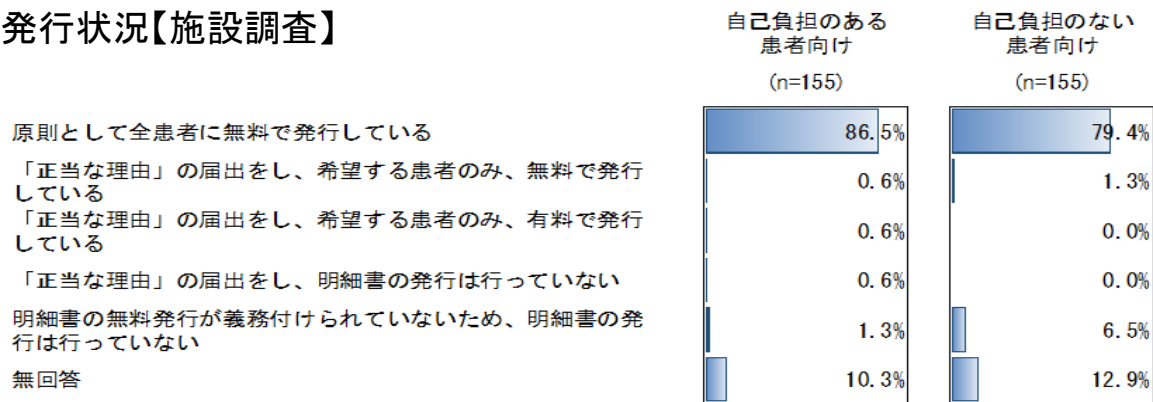 発行状況【施設調査】
自己負担のある
患者向け
(n=155)
自己負担のない
患者向け
(n=155)
原則として全患者に無料で発行している
86.5%
79.4%
「正当な理由」の届出をし、希望する患者のみ、無料で発行
している
0.6%
1.3%
「正当な理由」の届出をし、希望する患者のみ、有料で発行
している
0.6%
0.0%
「正当な理由」の届出をし、明細書の発行は行っていない
0.6%
0.0%
明細書の無料発行が義務付けられていないため、明細書の発
行は行っていない
1.3%
6.5%
無回答
10.3%
12.9%